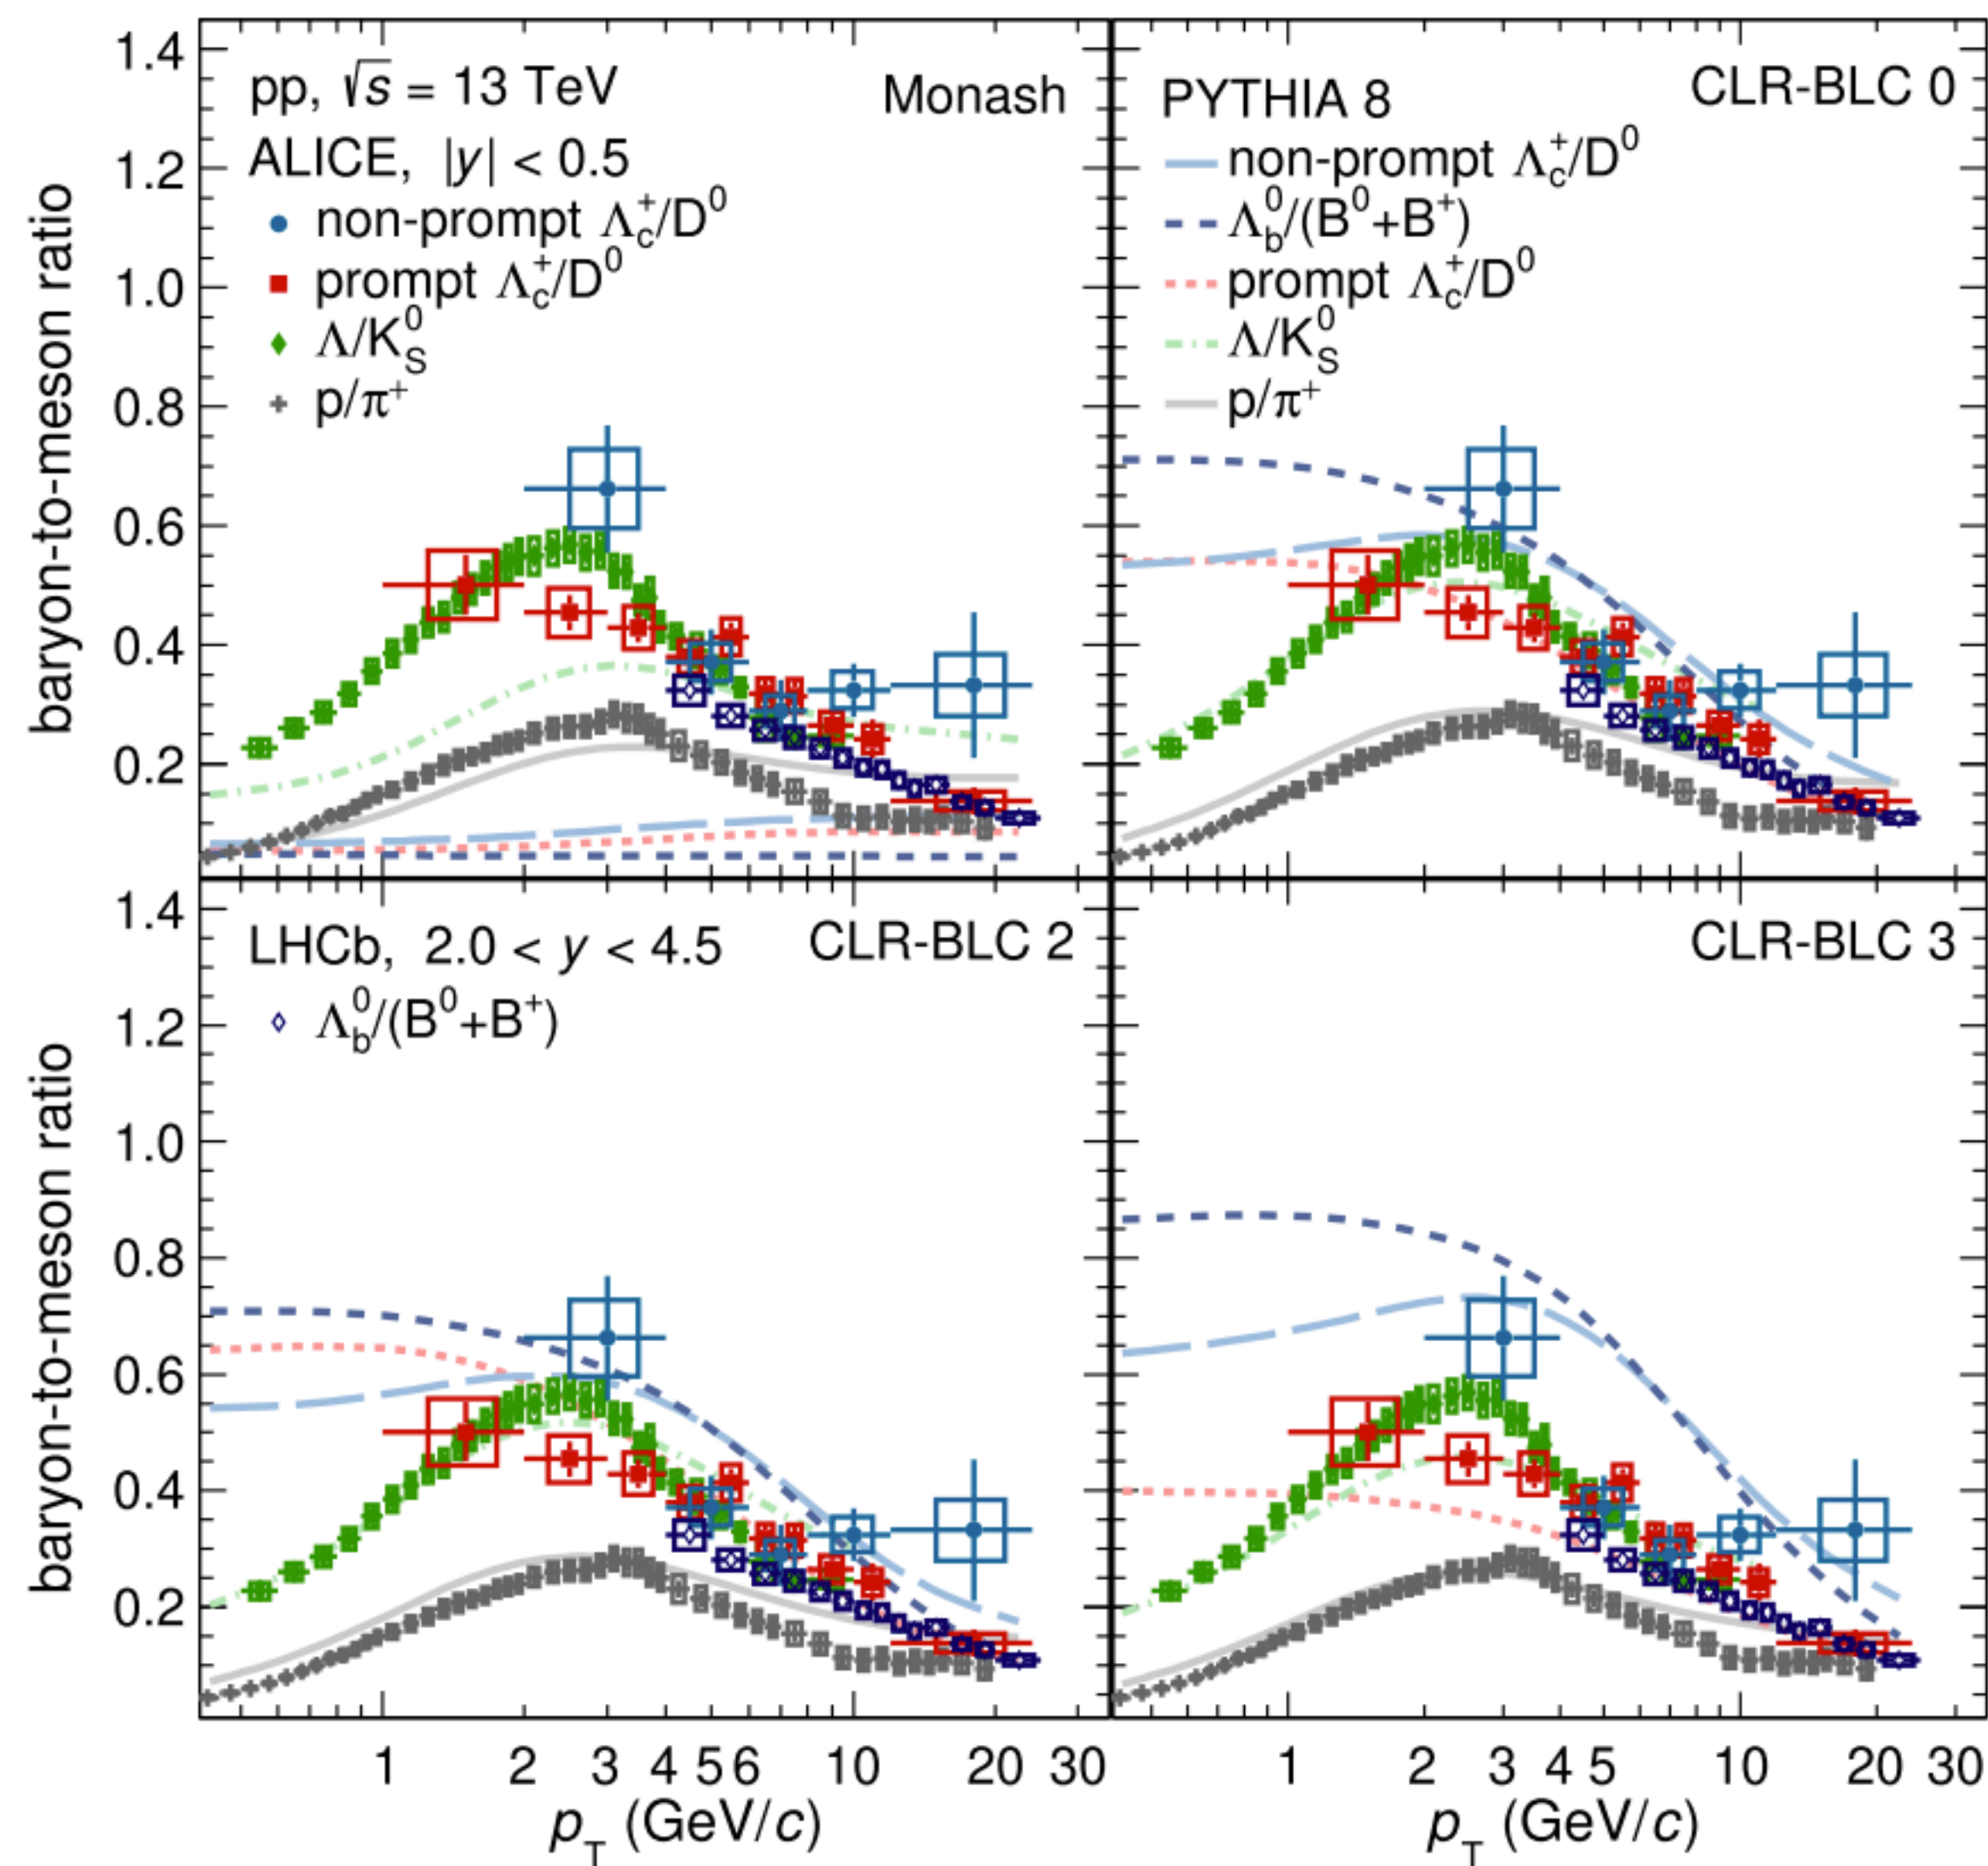 baryon-to-meson ratio
1.4
1.2
1.0
0.8
0.6
0.4
0.2
pp, √s = 13 TeV
Monash
ALICE, |y| < 0.5
non-prompt Λc+/D0
prompt Λc+/D0
Λ/KS0
p/π+
PYTHIA 8
CLR-BLC 0
non-prompt Λc+/D0
Λb0/(B0+B+)
prompt Λc+/D0
Λ/KS0
p/π+
baryon-to-meson ratio
1.4
1.2
1.0
0.8
0.6
0.4
0.2
LHCb, 2.0 < y < 4.5
CLR-BLC 2
Λb0/(B0+B+)
CLR-BLC 3
1 2 3 4 5 6 10 20 30
pT (GeV/c)
1 2 3 4 5 10 20 30
pT (GeV/c)